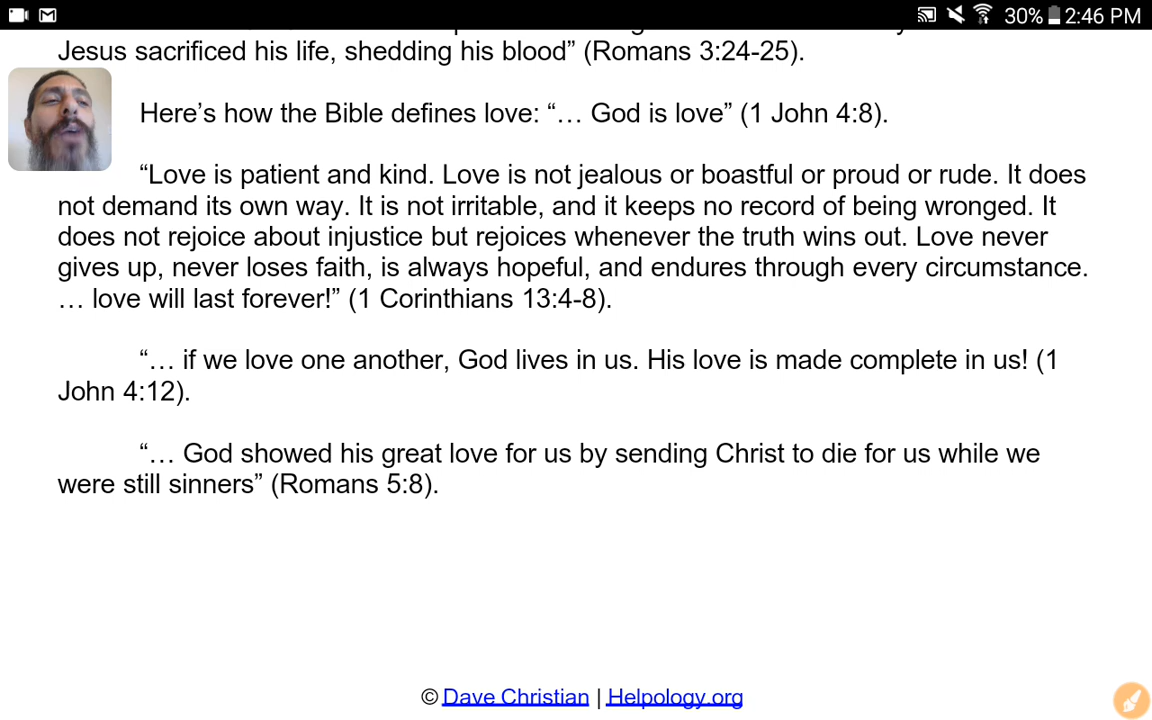 30% 2:46 PM
Jesus sacrificed his life, shedding his blood” (Romans 3:24-25).
Here’s how the Bible defines love: “… God is love” (1 John 4:8).
“Love is patient and kind. Love is not jealous or boastful or proud or rude. It does
not demand its own way. It is not irritable, and it keeps no record of being wronged. It
does not rejoice about injustice but rejoices whenever the truth wins out. Love never
gives up, never loses faith, is always hopeful, and endures through every circumstance.
… love will last forever!” (1 Corinthians 13:4-8).
“… if we love one another, God lives in us. His love is made complete in us! (1
John 4:12).
“… God showed his great love for us by sending Christ to die for us while we
were still sinners” (Romans 5:8).
© Dave Christian | Helpology.org